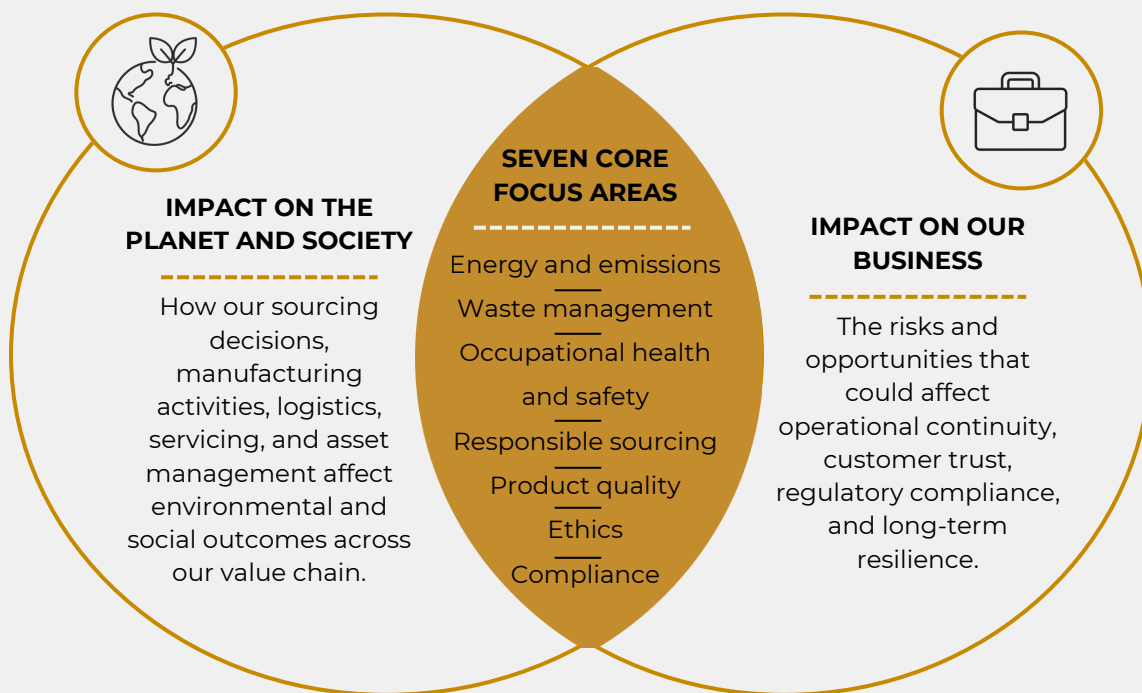 IMPACT ON THE
PLANET AND SOCIETY
How our sourcing
decisions,
manufacturing
activities, logistics,
servicing, and asset
management affect
environmental and
social outcomes across
our value chain.
SEVEN CORE
FOCUS AREAS
Energy and emissions
Waste management
Occupational health
and safety
Responsible sourcing
Product quality
Ethics
Compliance
IMPACT ON OUR
BUSINESS
The risks and
opportunities that
could affect
operational continuity,
customer trust,
regulatory compliance,
and long-term
resilience.